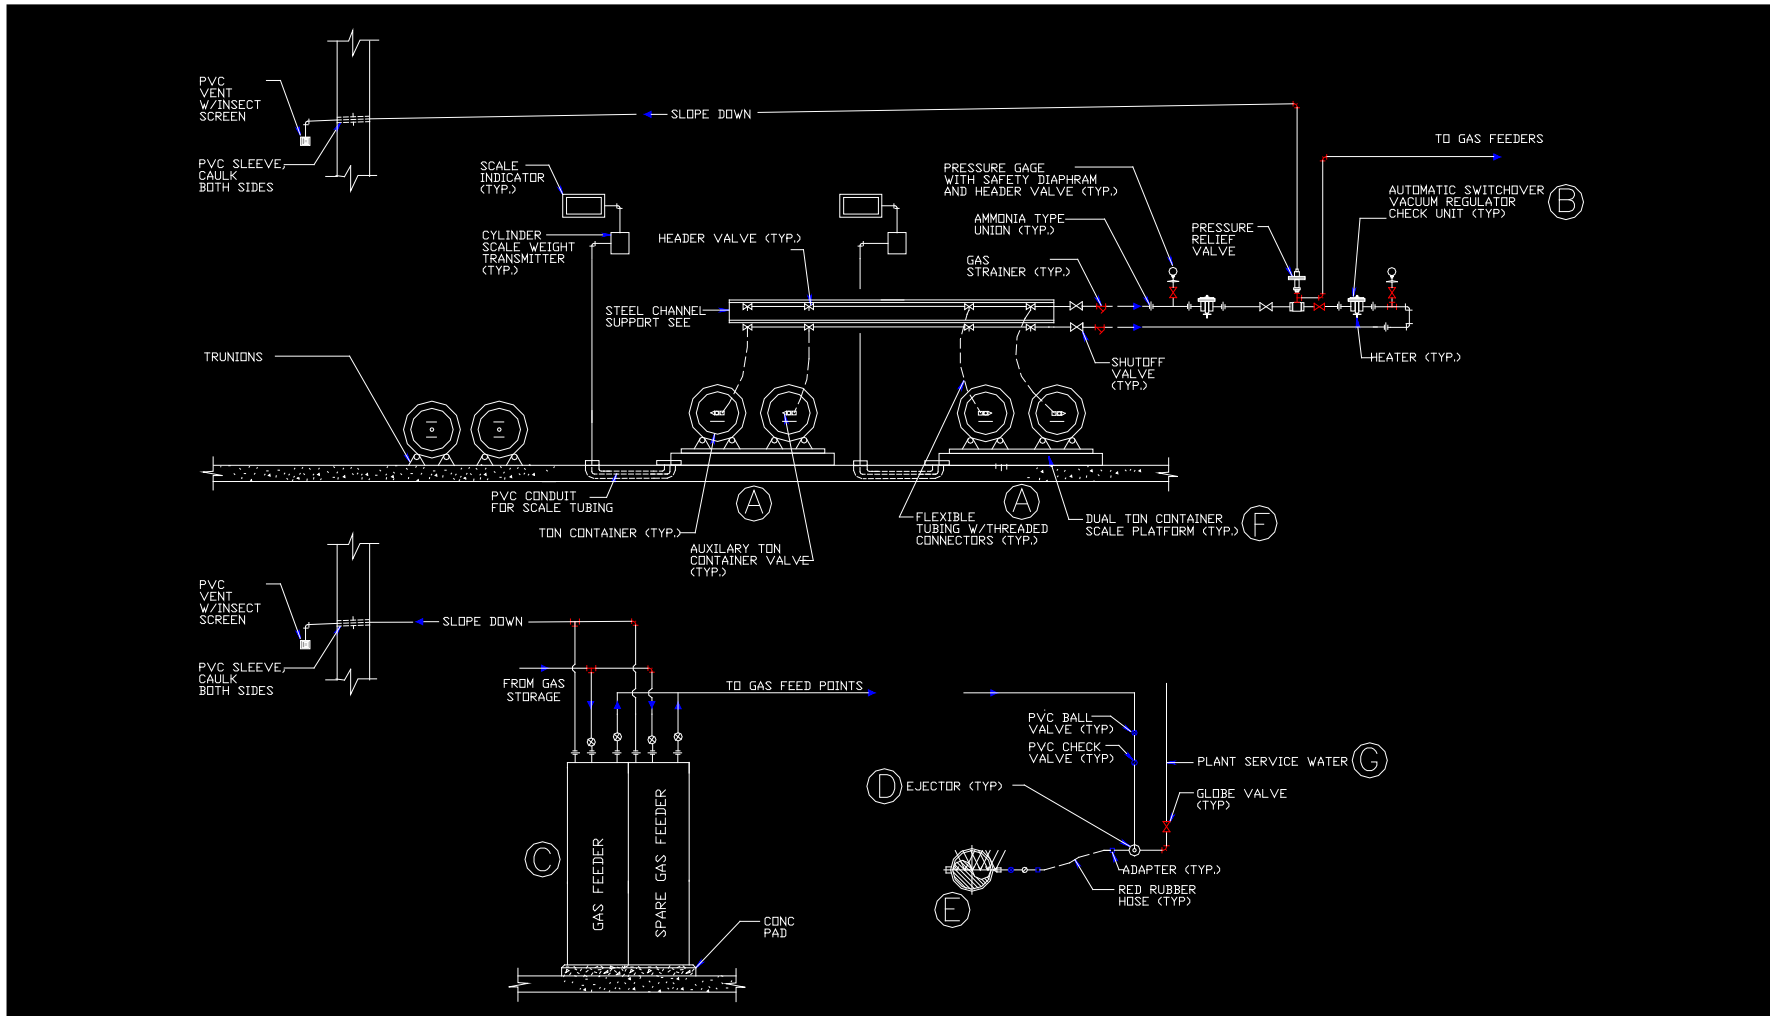 PVC
VENT
W/INSECT
SCREEN
SLOPE DOWN
PVC SLEEVE,
CAULK
BOTH SIDES
SCALE
INDICATOR
(TYP.)
CYLINDER
SCALE WEIGHT
TRANSMITTER
(TYP.)
HEADER VALVE (TYP.)
STEEL CHANNEL
SUPPORT SEE
TRUNIONS
PRESSURE GAGE
WITH SAFETY DIAPHRAM
AND HEADER VALVE (TYP.)
AMMONIA TYPE
UNION (TYP.)
GAS
STRAINER (TYP.)
TO GAS FEEDERS
AUTOMATIC SWITCHOVER
VACUUM REGULATOR
CHECK UNIT (TYP)
B
PRESSURE
RELIEF
VALVE
SHUTOFF
VALVE
(TYP.)
HEATER (TYP.)
PVC CONDUIT
FOR SCALE TUBING
A
A
TON CONTAINER (TYP.)
AUXILARY TON
CONTAINER VALVE
(TYP.)
FLEXIBLE
TUBING W/THREADED
CONNECTORS (TYP.)
DUAL TON CONTAINER
SCALE PLATFORM (TYP.)
F
PVC
VENT
W/INSECT
SCREEN
SLOPE DOWN
PVC SLEEVE,
CAULK
BOTH SIDES
FROM GAS
STORAGE
TO GAS FEED POINTS
C
GAS FEEDER
SPARE GAS FEEDER
CONC
PAD
PVC BALL
VALVE (TYP)
PVC CHECK
VALVE (TYP)
D
EJECTOR (TYP)
PLANT SERVICE WATER
G
GLOBE VALVE
(TYP)
ADAPTER (TYP.)
RED RUBBER
HOSE (TYP)
E